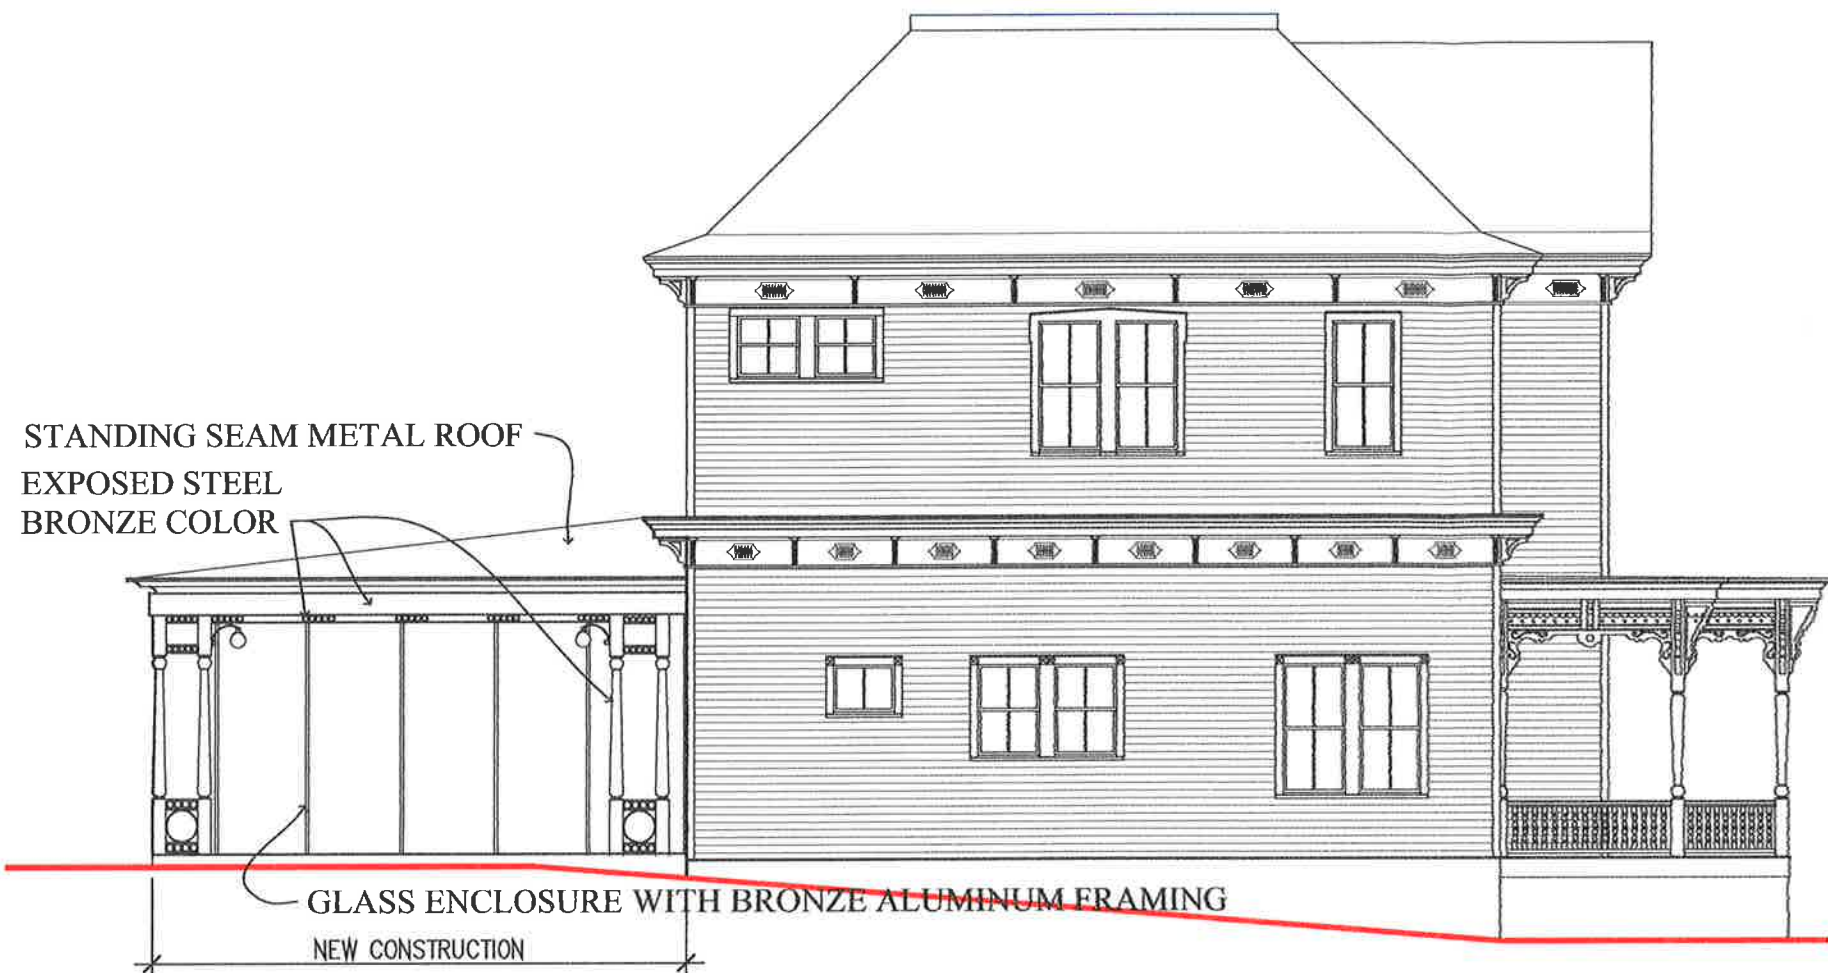 STANDING SEAM METAL ROOF
EXPOSED STEEL
BRONZE COLOR
GLASS ENCLOSURE WITH BRONZE ALUMINUM FRAMING
NEW CONSTRUCTION